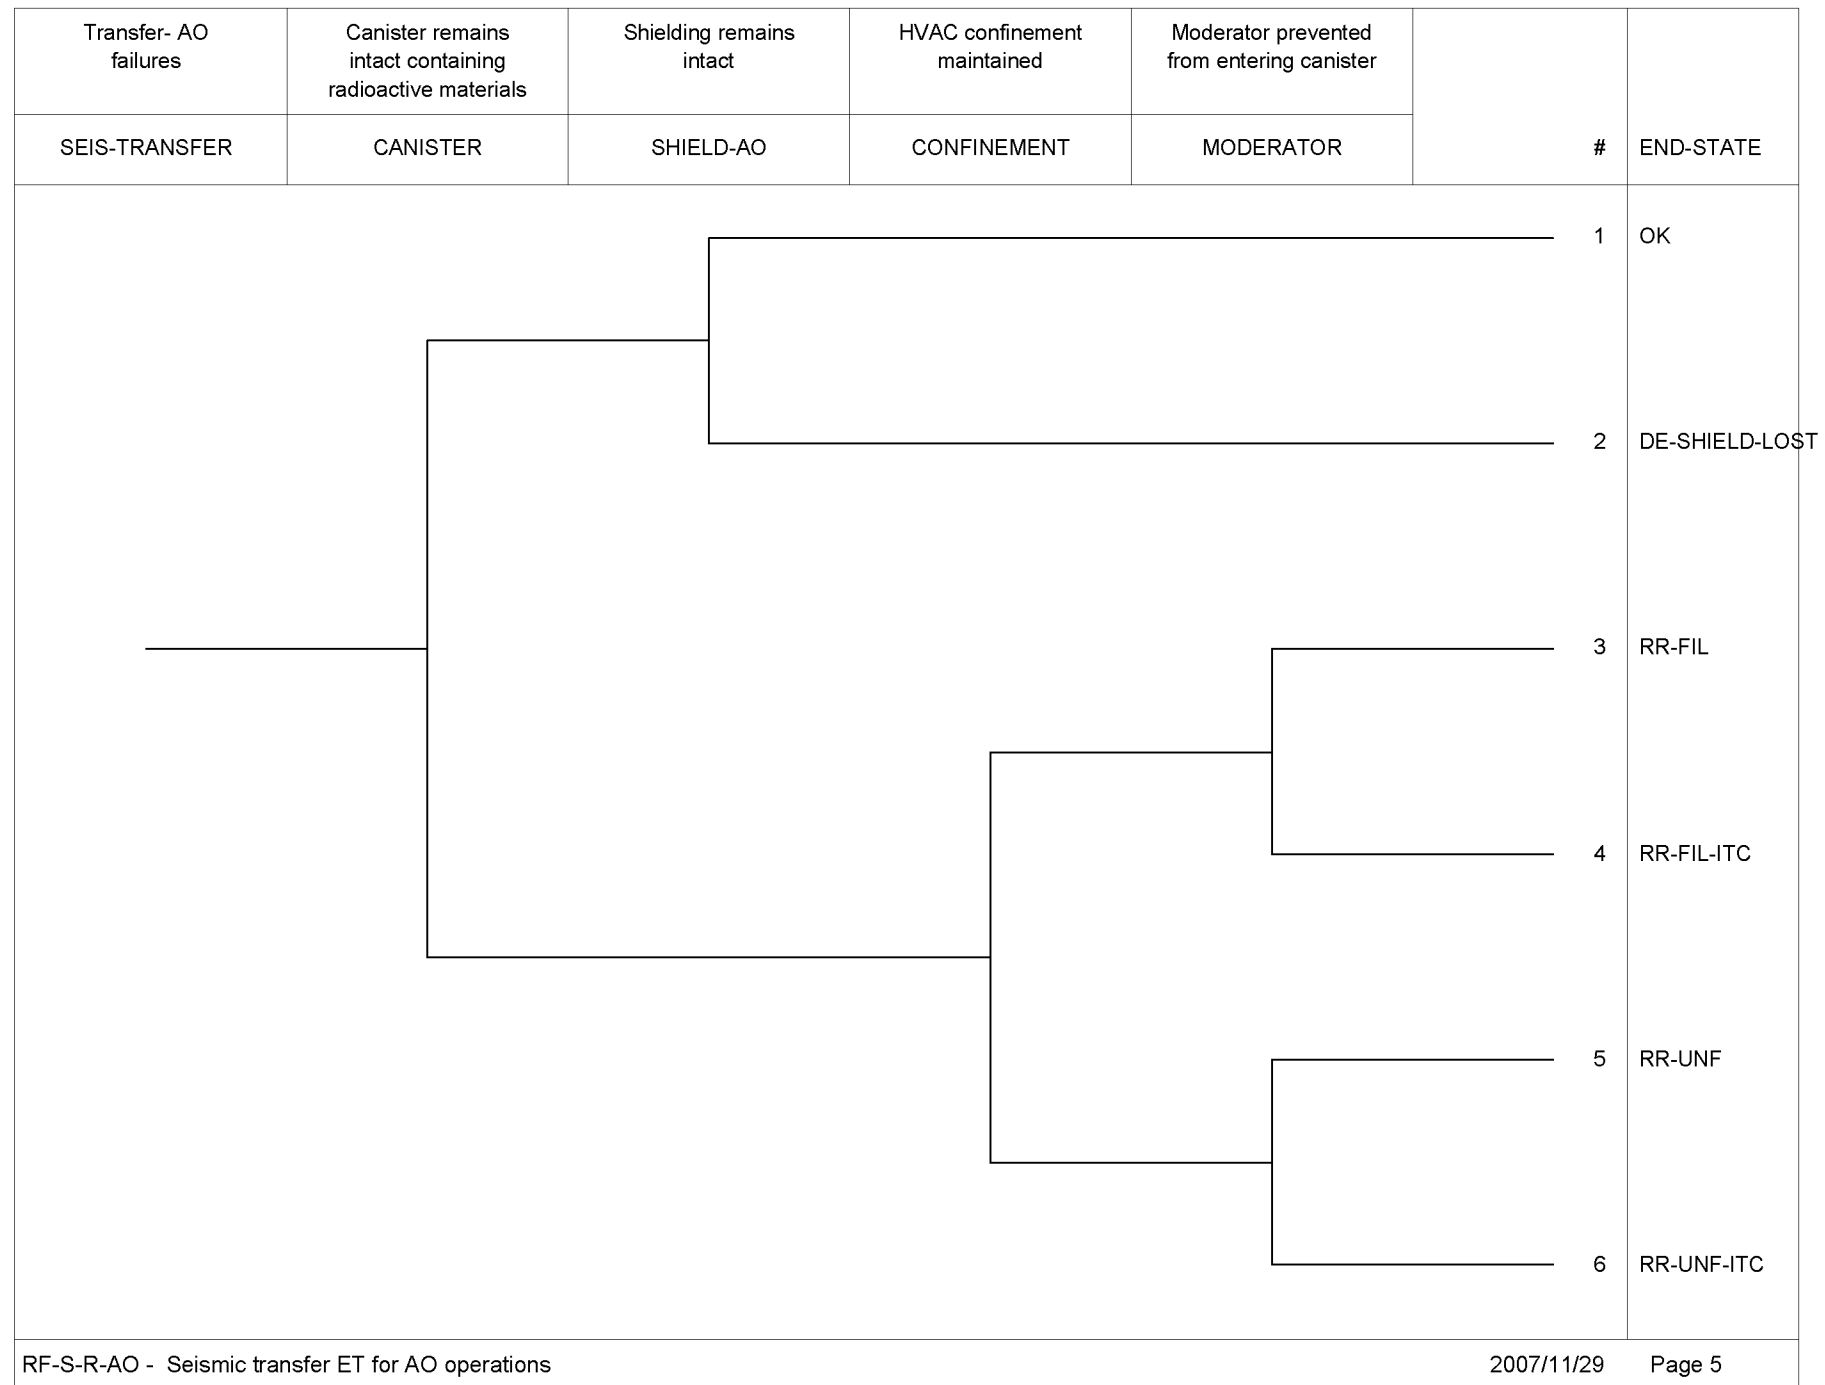 Transfer- AO
failures
Canister remains
intact containing
radioactive materials
Shielding remains
intact
HVAC confinement
maintained
Moderator prevented
from entering canister
SEIS-TRANSFER
CANISTER
SHIELD-AO
CONFINEMENT
MODERATOR
#
END-STATE
1 OK
2 DE-SHIELD-LOST
3 RR-FIL
4 RR-FIL-ITC
5 RR-UNF
6 RR-UNF-ITC
RF-S-R-AO - Seismic transfer ET for AO operations
2007/11/29
Page 5